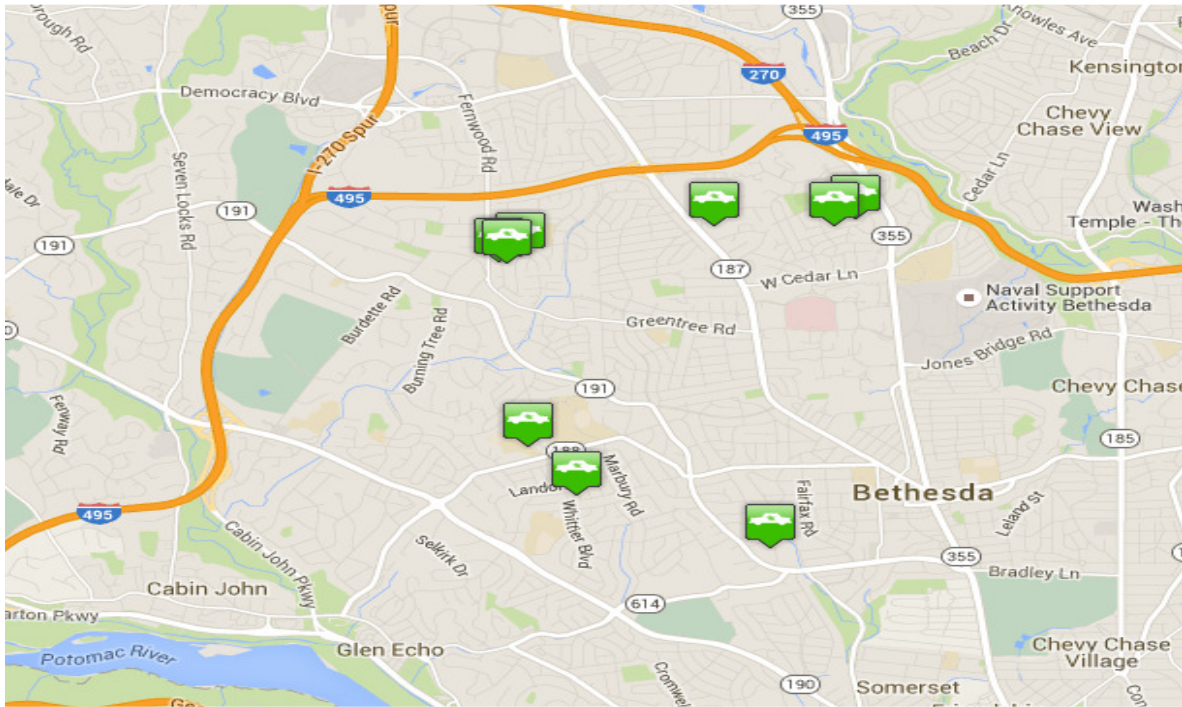 355
Knowles Ave
Beach Dr
Kensington
270
Democracy Blvd
Fernwood Rd
I-270 Spur
Chevy
Chase View
495
Seven Locks Rd
Cedar Ln
495
191
191
355
Temple - The
187
W Cedar Ln
Naval Support
Activity Bethesda
Burdette Rd
Greentree Rd
Burning Tree Rd
Jones Bridge Rd
191
Chevy Chase
Fenway Rd
185
188
Marbury Rd
Whittier Blvd
Fairfax Rd
Bethesda
Leland St
495
Cabin John Pkwy
Selkirk Dr
355
Bradley Ln
Cabin John
614
Glen Echo
Potomac River
Chevy Chase
Village
190
Somerset